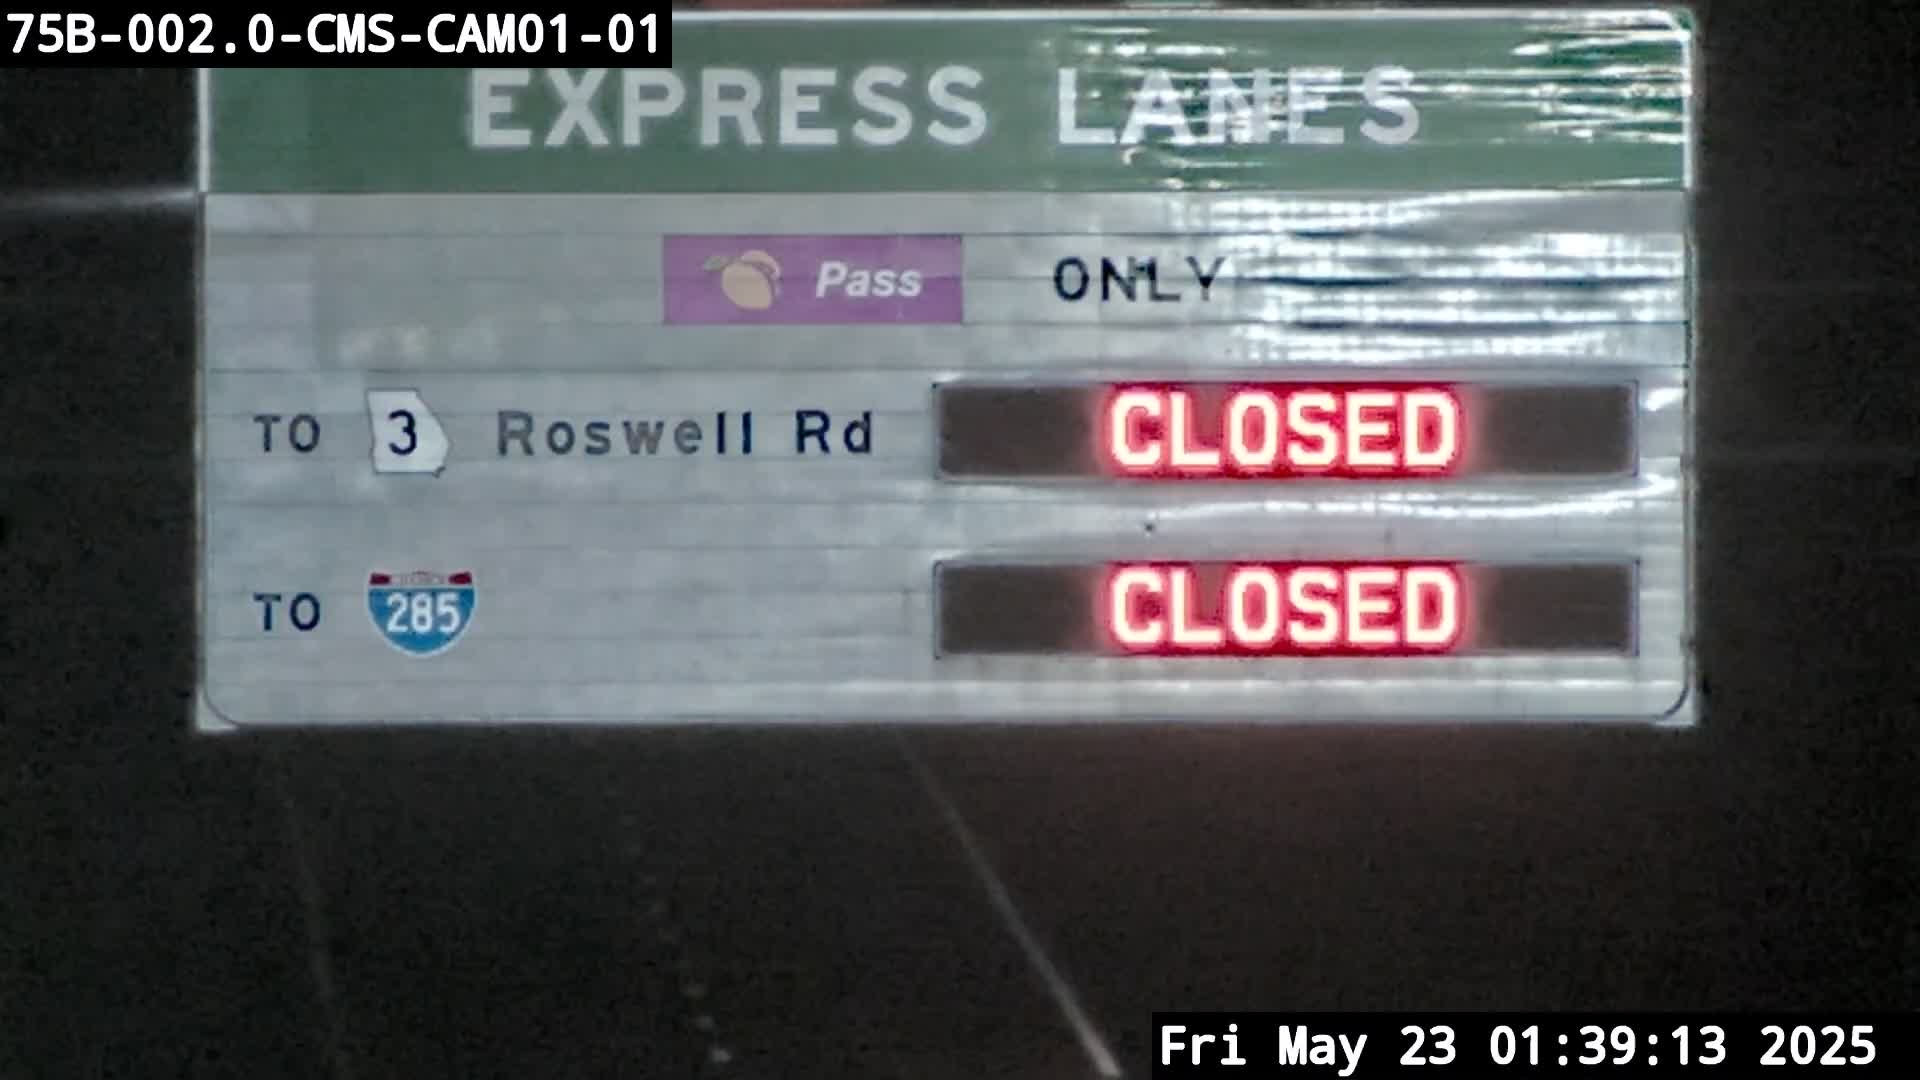 75B-002.0-CMS-CAM01-01
EXPRESS LANES
Pass ONLY
TO 3 Roswell Rd CLOSED
TO 285 CLOSED
Fri May 23 01:39:13 2025